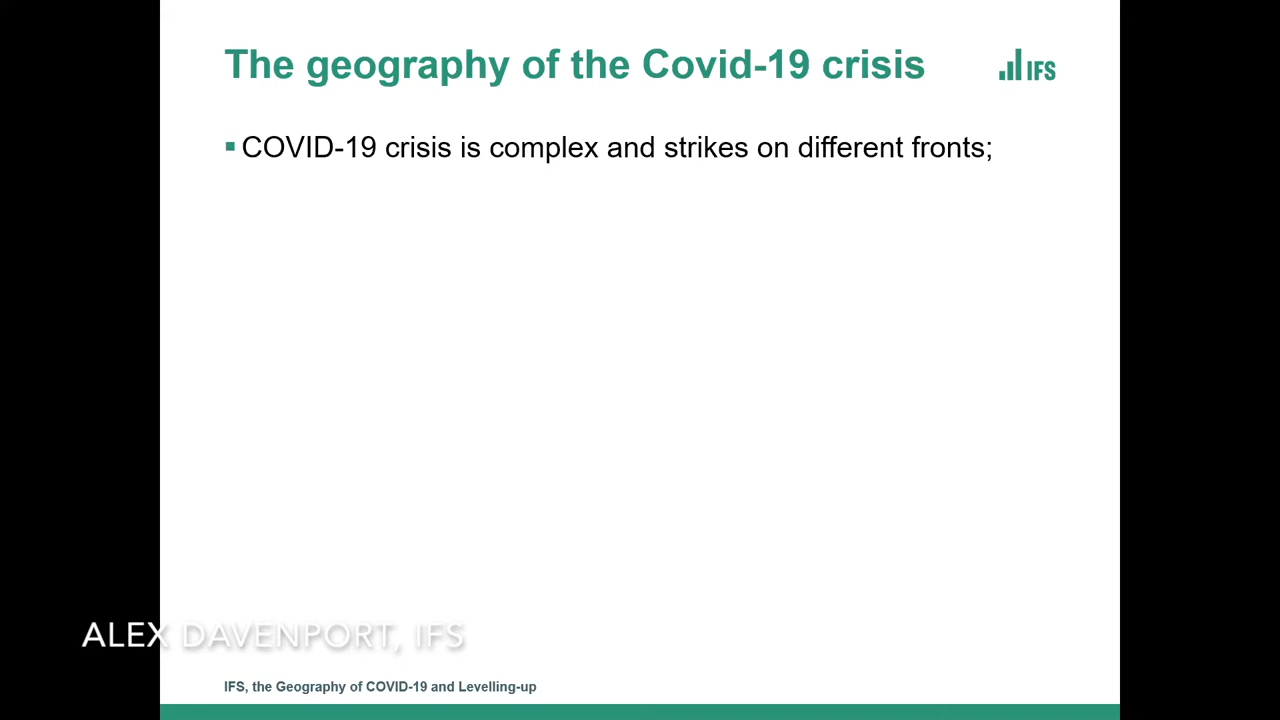 The geography of the Covid-19 crisis
IFS
COVID-19 crisis is complex and strikes on different fronts;
ALEX DAVENPORT, IFS
IFS, the Geography of COVID-19 and Levelling-up